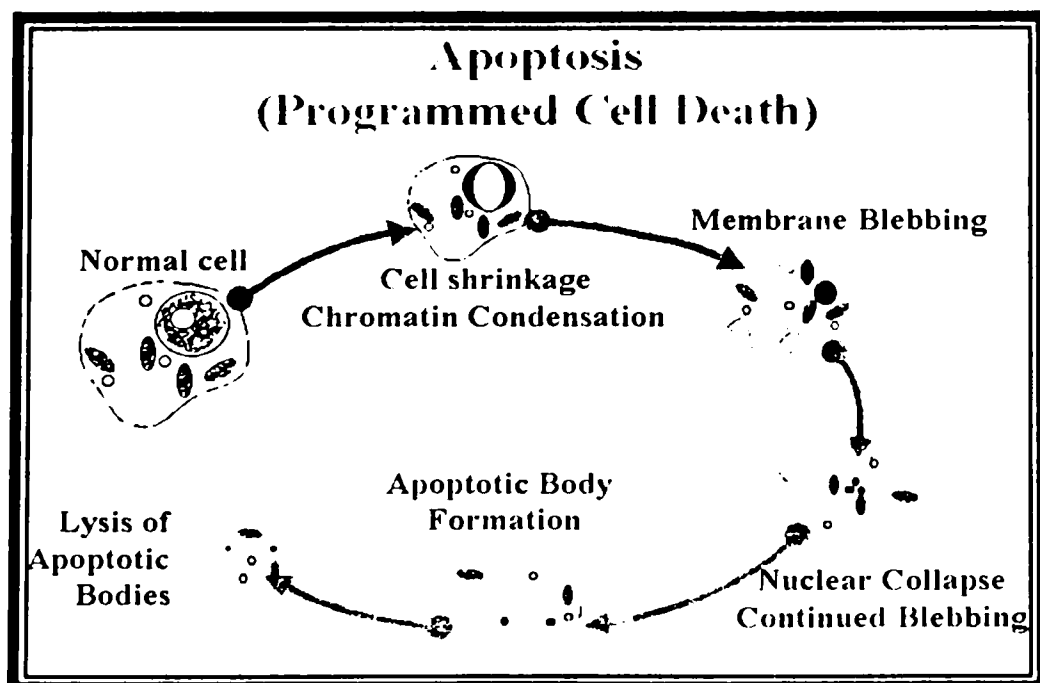 Apoptosis
(Programmed Cell Death)
Normal cell
Cell shrinkage
Chromatin Condensation
Membrane Blebbing
Nuclear Collapse
Continued Blebbing
Apoptotic Body
Formation
Lysis of
Apoptotic
Bodies